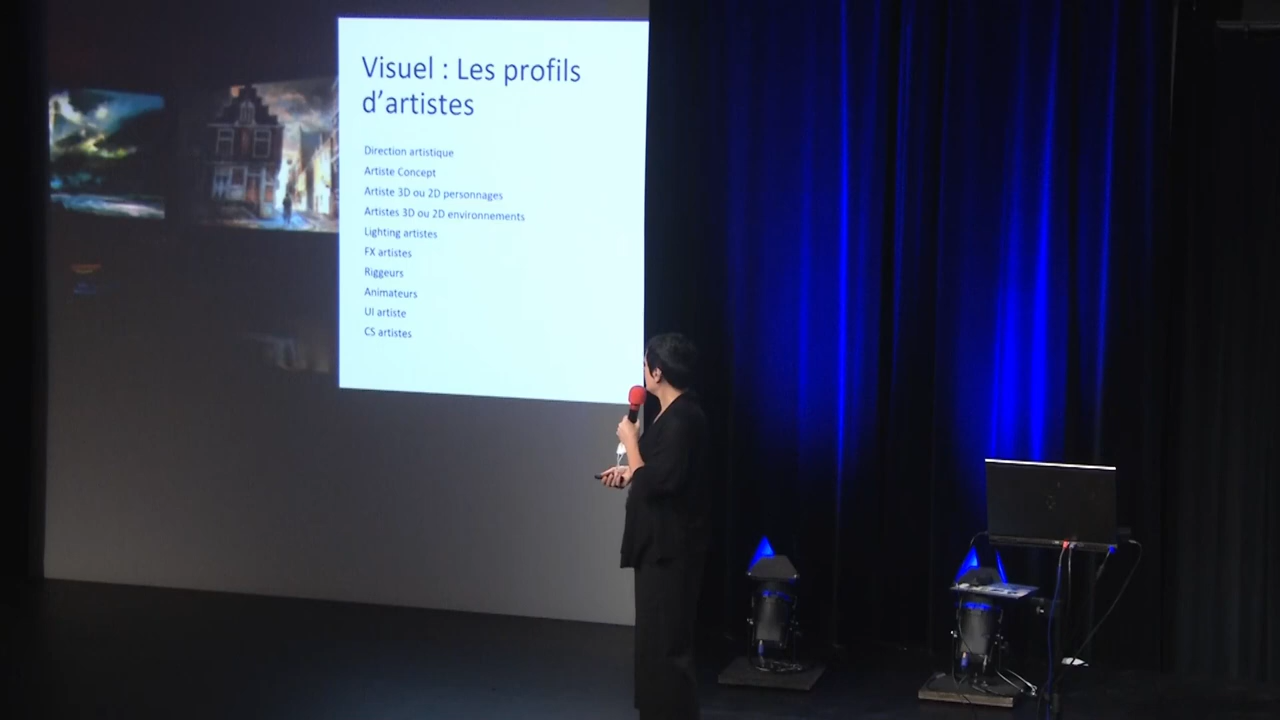 Visuel : Les profils
d'artistes
Direction artistique
Artiste Concept
Artiste 3D ou 2D personnages
Artistes 3D ou 2D environnements
Lighting artistes
FX artistes
Riggeurs
Animateurs
UI artiste
CS artistes